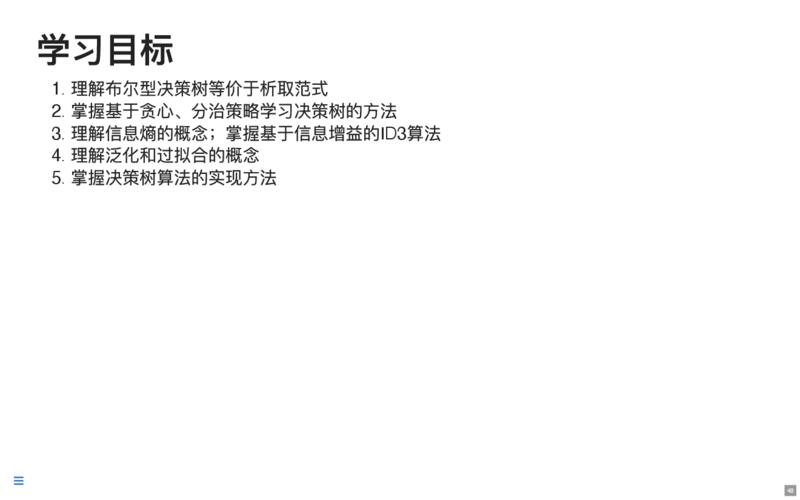 学习目标
1. 理解布尔型决策树等价于析取范式
2. 掌握基于贪心、分治策略学习决策树的方法
3. 理解信息熵的概念；掌握基于信息增益的ID3算法
4. 理解泛化和过拟合的概念
5. 掌握决策树算法的实现方法